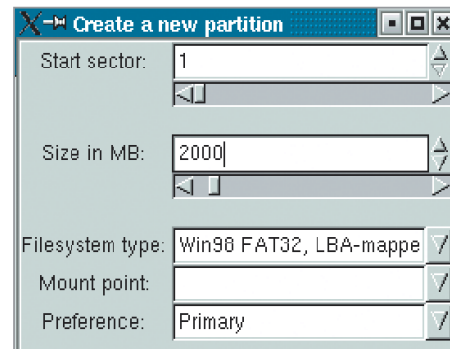 Create a new partition
Start sector: 1
Size in MB: 2000
Filesystem type: Win98 FAT32, LBA-mappe
Mount point:
Preference: Primary